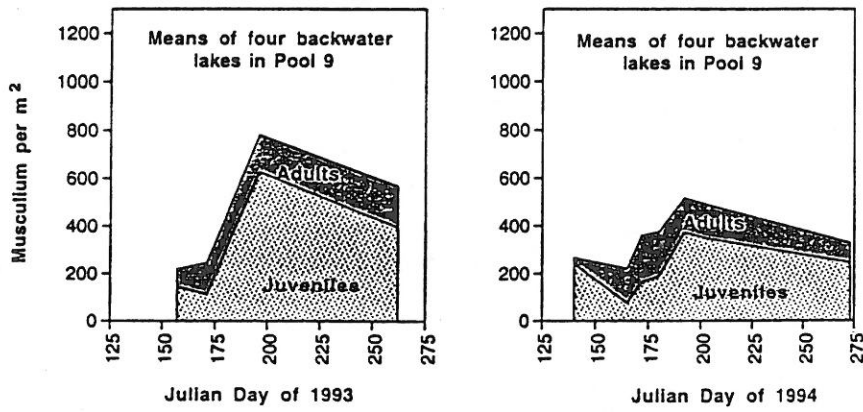 Musculium per m²
1200
1000
800
600
400
200
0
Means of four backwater
lakes in Pool 9
Adults
Juveniles
125
150
175
200
225
250
275
Julian Day of 1993
1200
1000
800
600
400
200
0
Means of four backwater
lakes in Pool 9
Adults
Juveniles
125
150
175
200
225
250
275
Julian Day of 1994